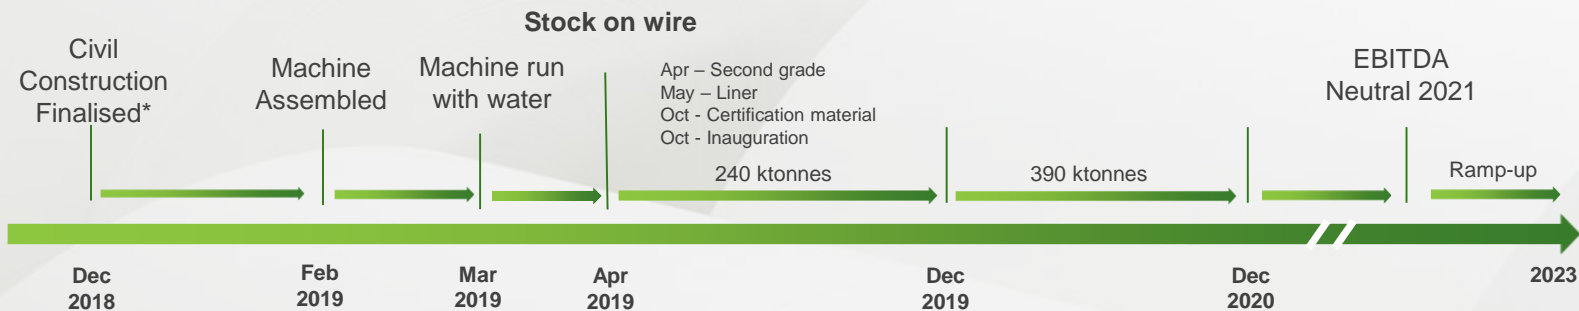 Stock on wire
Civil
Construction
Finalised*
Machine
Assembled
Machine run
with water
Apr – Second grade
May – Liner
Oct - Certification material
Oct - Inauguration
EBITDA
Neutral 2021
240 ktonnes
390 ktonnes
Ramp-up
Dec
2018
Feb
2019
Mar
2019
Apr
2019
Dec
2019
Dec
2020
2023